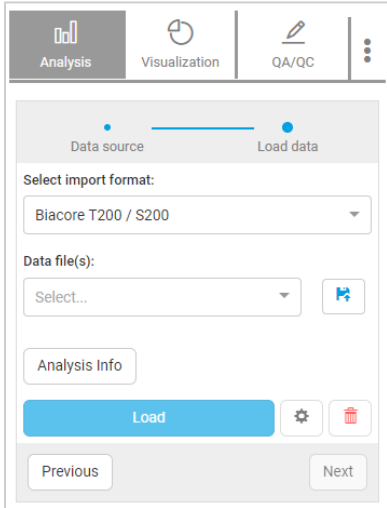 Analysis Visualization QA/QC
Data source Load data
Select import format:
Biacore T200 / S200
Data file(s):
Select...
Analysis Info
Load
Previous Next